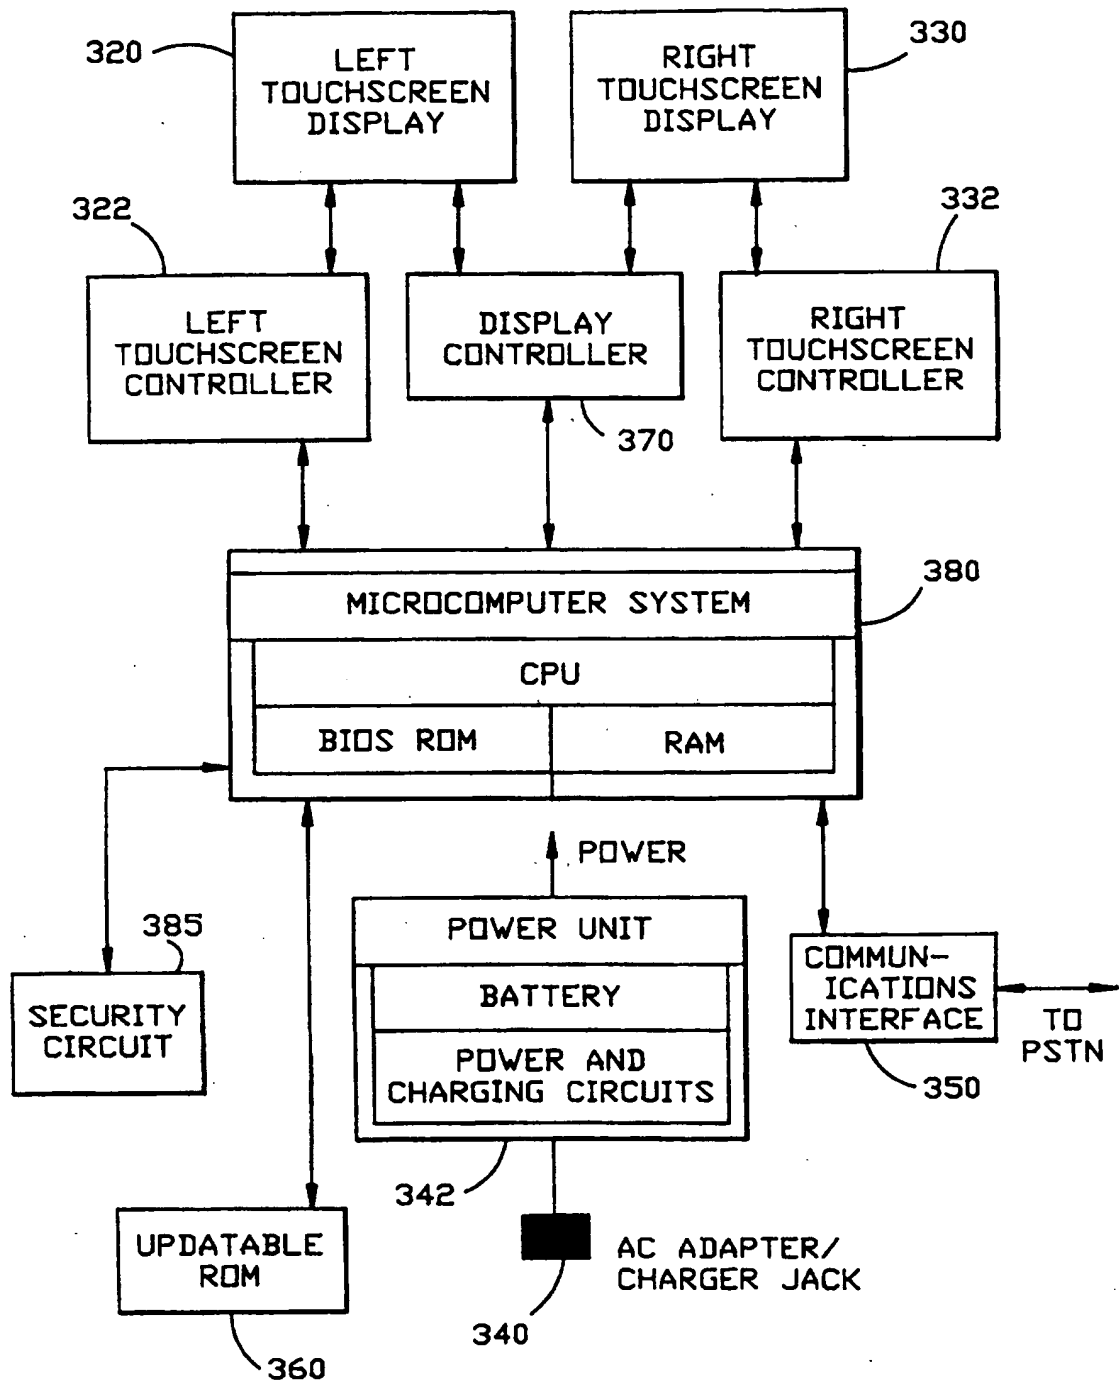 320
LEFT
TOUCHSCREEN
DISPLAY
RIGHT
TOUCHSCREEN
DISPLAY
330
322
LEFT
TOUCHSCREEN
CONTROLLER
DISPLAY
CONTROLLER
370
332
RIGHT
TOUCHSCREEN
CONTROLLER
380
MICROCOMPUTER SYSTEM
CPU
BIOS ROM
RAM
POWER
385
SECURITY
CIRCUIT
POWER UNIT
BATTERY
POWER AND
CHARGING CIRCUITS
342
COMMUN-
ICATIONS
INTERFACE
350
TO
PSTN
UPDATABLE
ROM
360
AC ADAPTER/
CHARGER JACK
340